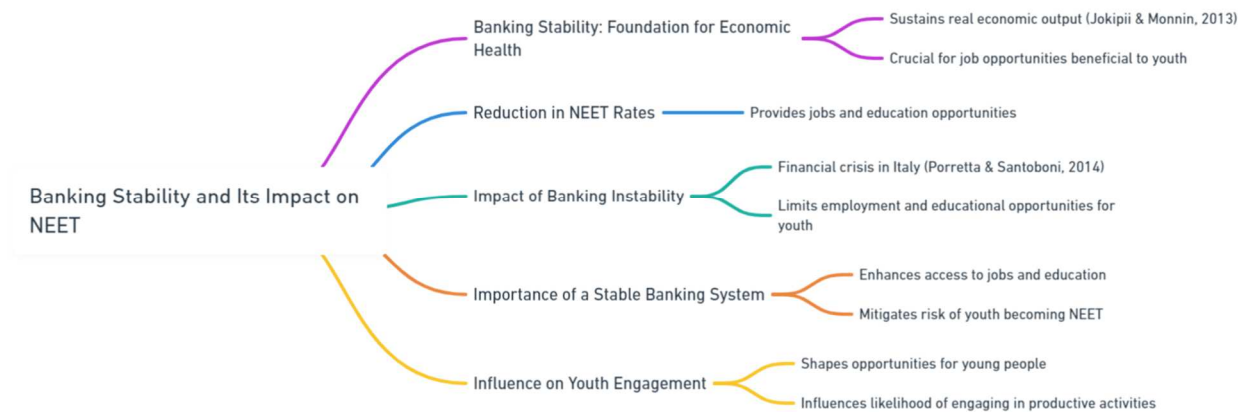 Banking Stability and Its Impact on
NEET
Banking Stability: Foundation for Economic
Health
Sustains real economic output (Jokipii & Monnin, 2013)
Crucial for job opportunities beneficial to youth
Reduction in NEET Rates
Provides jobs and education opportunities
Impact of Banking Instability
Financial crisis in Italy (Porretta & Santoboni, 2014)
Limits employment and educational opportunities for
youth
Importance of a Stable Banking System
Enhances access to jobs and education
Mitigates risk of youth becoming NEET
Influence on Youth Engagement
Shapes opportunities for young people
Influences likelihood of engaging in productive activities